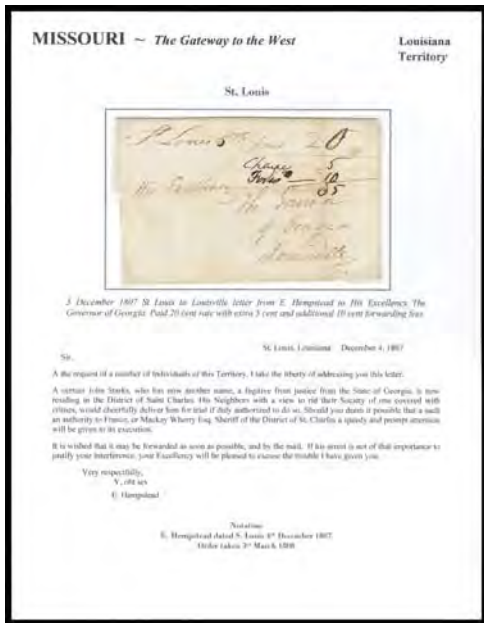 MISSOURI ~ The Gateway to the West
Louisiana
Territory
St. Louis
St Louis 20
Charge 5
Forwd 10
35
His Excellency
The
of Georgia
Louisville
5 December 1807 St Louis to Louisville letter from E. Hempstead to His Excellency The
Governor of Georgia. Paid 20 cent rate with extra 5 cent and additional 10 cent forwarding fees.
St. Louis, Louisiana December 4, 1807
Sir,
A the request of a number of Individuals of this Territory, I take the liberty of addressing you this letter.
A certain John Starks, who has now another name, a fugitive from justice from the State of Georgia, is now
residing in the District of Saint Charles. His Neighbors with a view to rid their Society of one covered with
crimes, would cheerfully deliver him for trial if duly authorized to do so. Should you deem it possible that a such
an authority to France, or Mackey Wherry Esq. Sheriff of the District of St. Charles a speedy and prompt attention
will be given to its execution.
It is wished that it may be forwarded as soon as possible, and by the mail. If his arrest is not of that importance to
justify your interference, your Excellency will be pleased to excuse the trouble I have given you.
Very respectfully,
Y. obt ser
E. Hempstead
Notation:
E. Hempstead dated S. Louis 4th December 1807.
Order taken 3rd March 1808